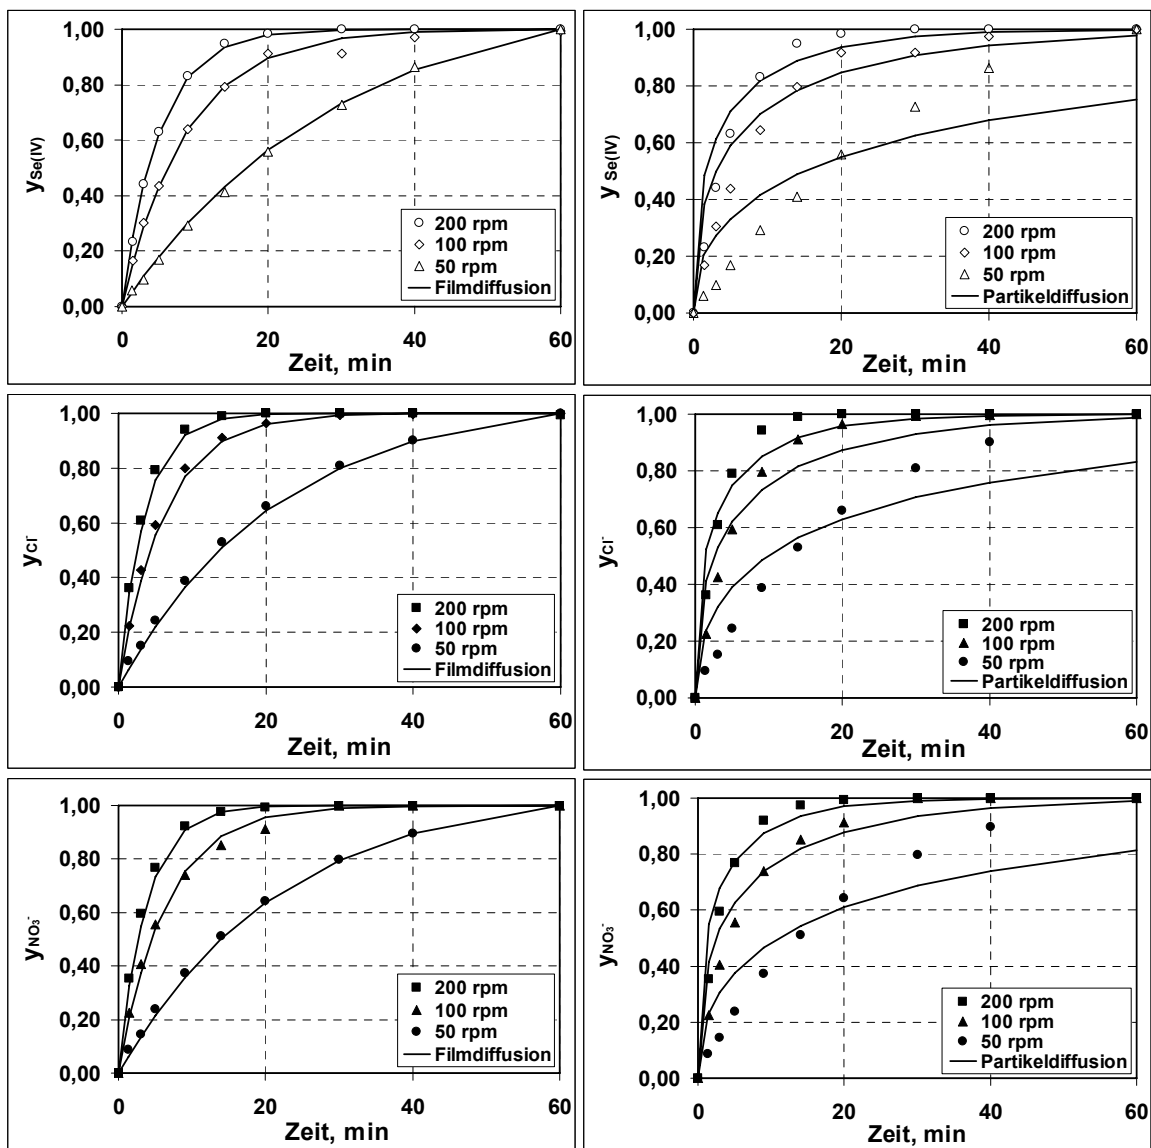 1,00
0,80
0,60
0,40
0,20
0,00
ySe(IV)
200 rpm
100 rpm
50 rpm
Filmdiffusion
0 20 40 60
Zeit, min
1,00
0,80
0,60
0,40
0,20
0,00
y Se(IV)
200 rpm
100 rpm
50 rpm
Partikeldiffusion
0 20 40 60
Zeit, min
1,00
0,80
0,60
0,40
0,20
0,00
yCl-
200 rpm
100 rpm
50 rpm
Filmdiffusion
0 20 40 60
Zeit, min
1,00
0,80
0,60
0,40
0,20
0,00
yCl-
200 rpm
100 rpm
50 rpm
Partikeldiffusion
0 20 40 60
Zeit, min
1,00
0,80
0,60
0,40
0,20
0,00
yNO3-
200 rpm
100 rpm
50 rpm
Filmdiffusion
0 20 40 60
Zeit, min
1,00
0,80
0,60
0,40
0,20
0,00
yNO3-
200 rpm
100 rpm
50 rpm
Partikeldiffusion
0 20 40 60
Zeit, min